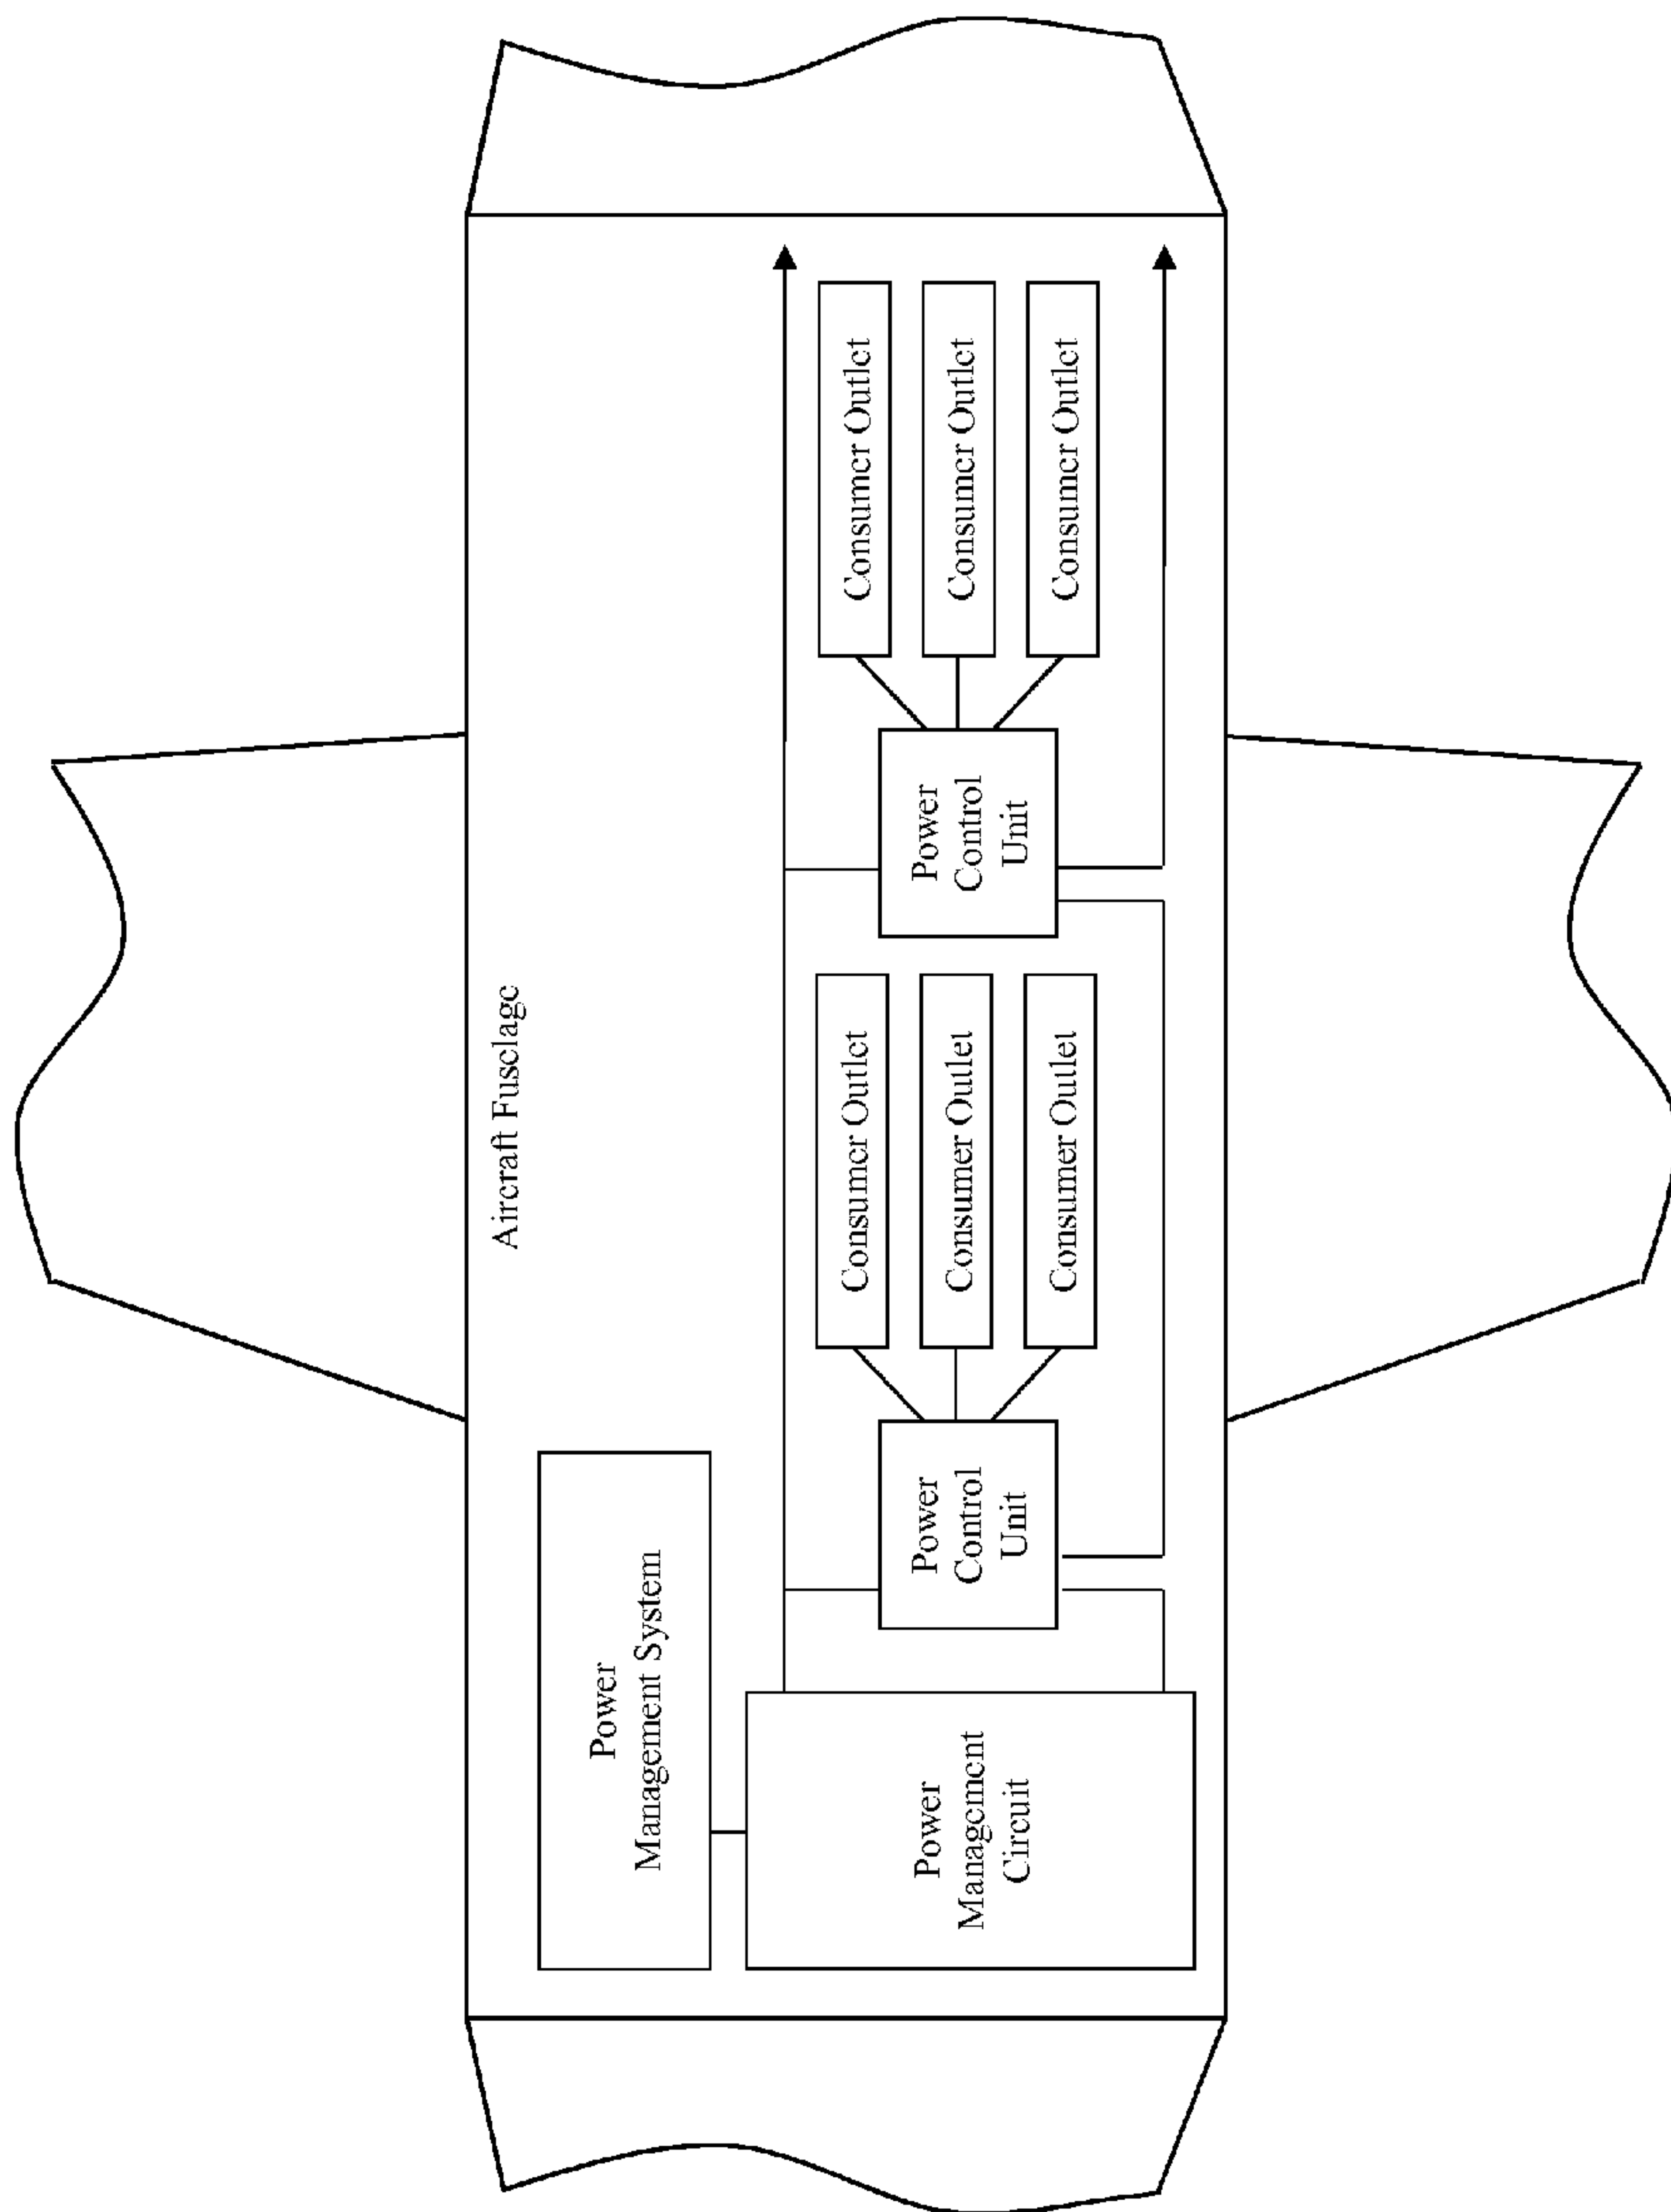 Aircraft Fuselage
Power
Management System
Power
Management
Circuit
Power
Control
Unit
Consumer Outlet
Consumer Outlet
Consumer Outlet
Power
Control
Unit
Consumer Outlet
Consumer Outlet
Consumer Outlet